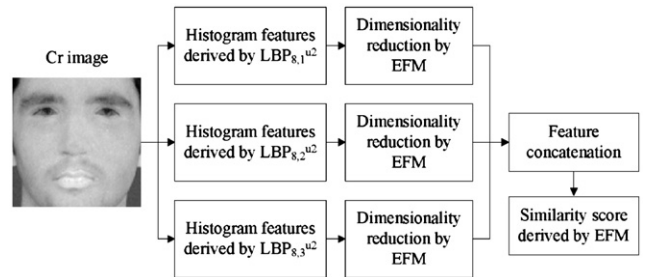 Cr image
Histogram features
derived by LBP₈,₁ᵘ²
Dimensionality
reduction by
EFM
Histogram features
derived by LBP₈,₂ᵘ²
Dimensionality
reduction by
EFM
Histogram features
derived by LBP₈,₃ᵘ²
Dimensionality
reduction by
EFM
Feature
concatenation
Similarity score
derived by EFM